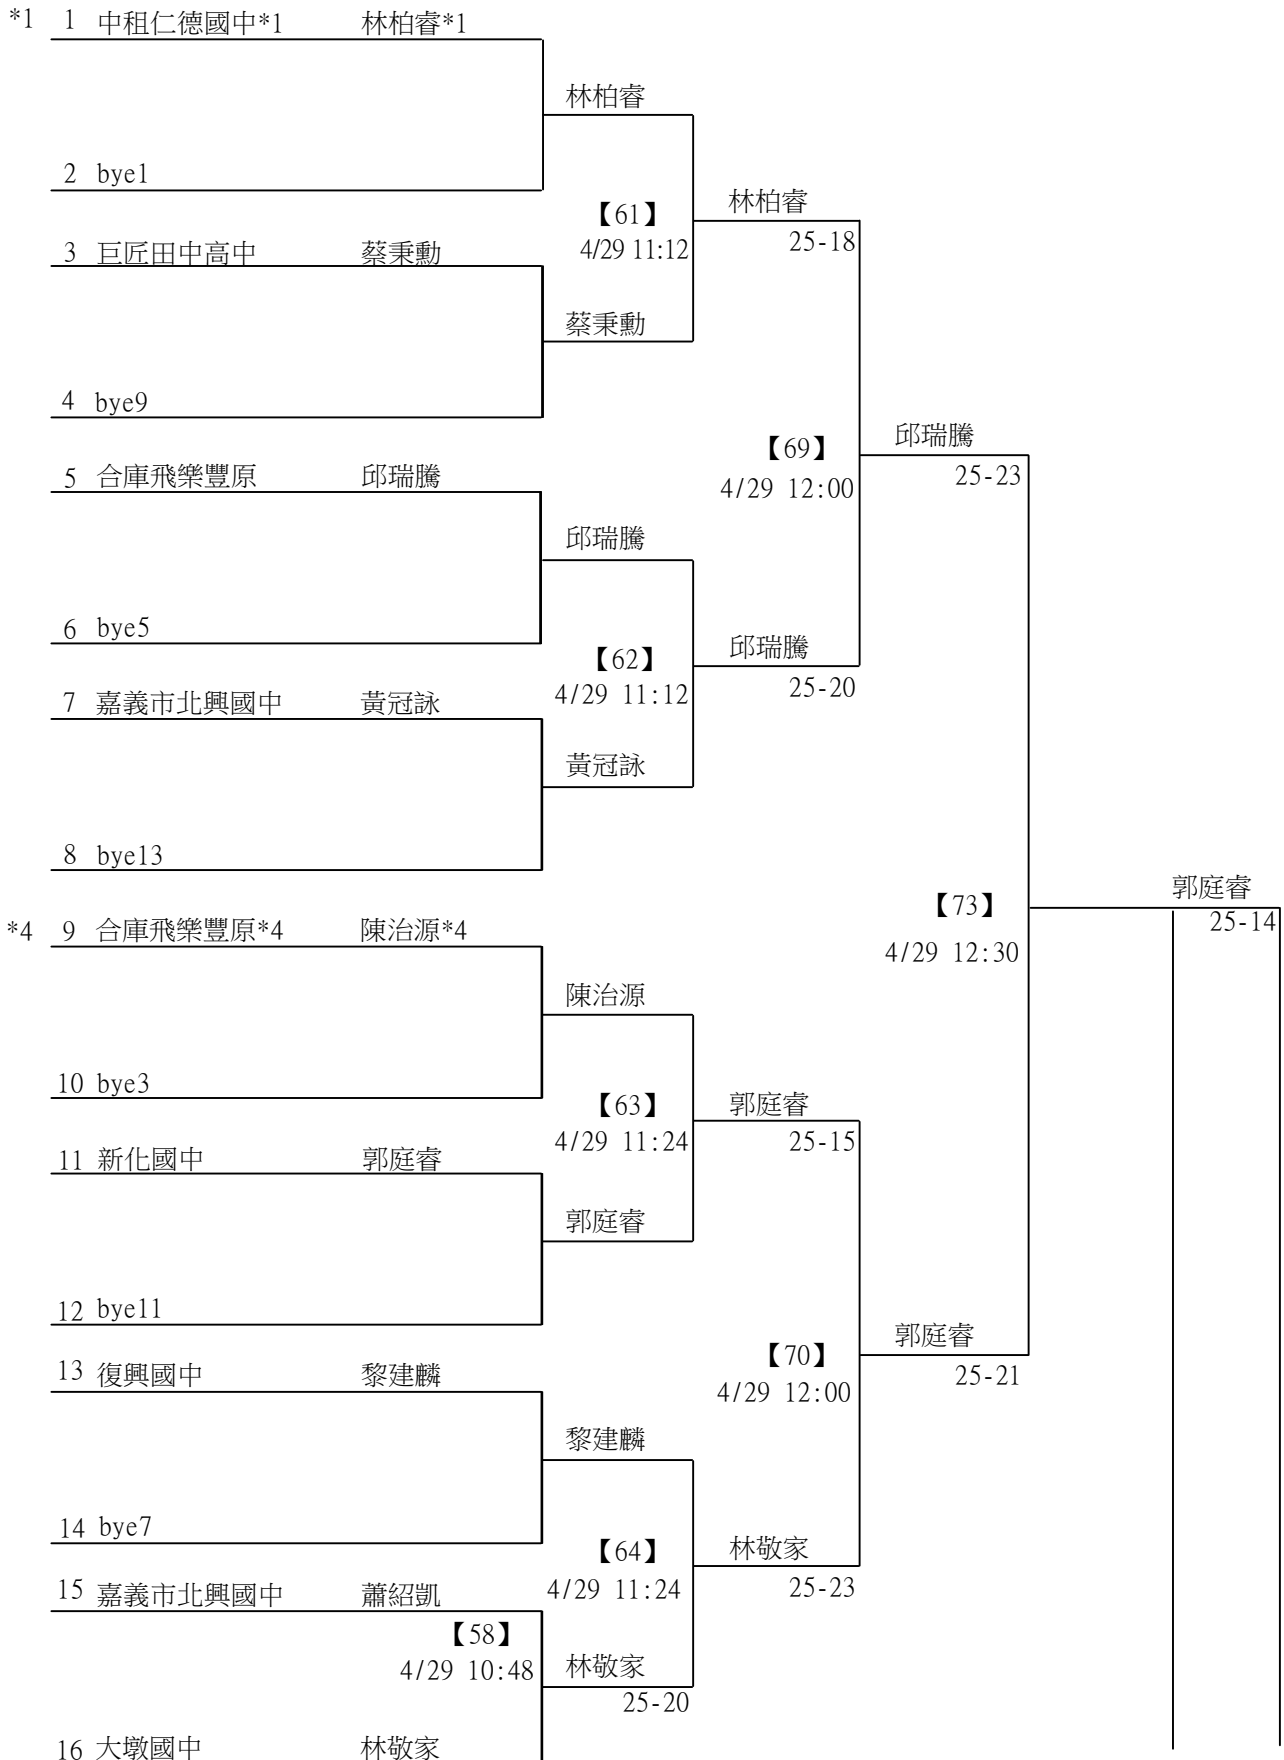 *1 1 中租仁德國中*1 林柏睿*1
林柏睿
2 bye1
林柏睿
【61】
25-18
4/29 11:12
3 巨匠田中高中 蔡秉勳
蔡秉勳
4 bye9
邱瑞騰
【69】
25-23
4/29 12:00
5 合庫飛樂豐原 邱瑞騰
邱瑞騰
6 bye5
邱瑞騰
【62】
25-20
4/29 11:12
7 嘉義市北興國中 黃冠詠
黃冠詠
8 bye13
郭庭睿
【73】
25-14
4/29 12:30
*4 9 合庫飛樂豐原*4 陳治源*4
陳治源
10 bye3
郭庭睿
【63】
25-15
4/29 11:24
11 新化國中 郭庭睿
郭庭睿
12 bye11
郭庭睿
【70】
25-21
4/29 12:00
13 復興國中 黎建麟
黎建麟
14 bye7
林敬家
【64】
25-23
4/29 11:24
15 嘉義市北興國中 蕭紹凱
【58】
4/29 10:48
林敬家
25-20
16 大墩國中 林敬家